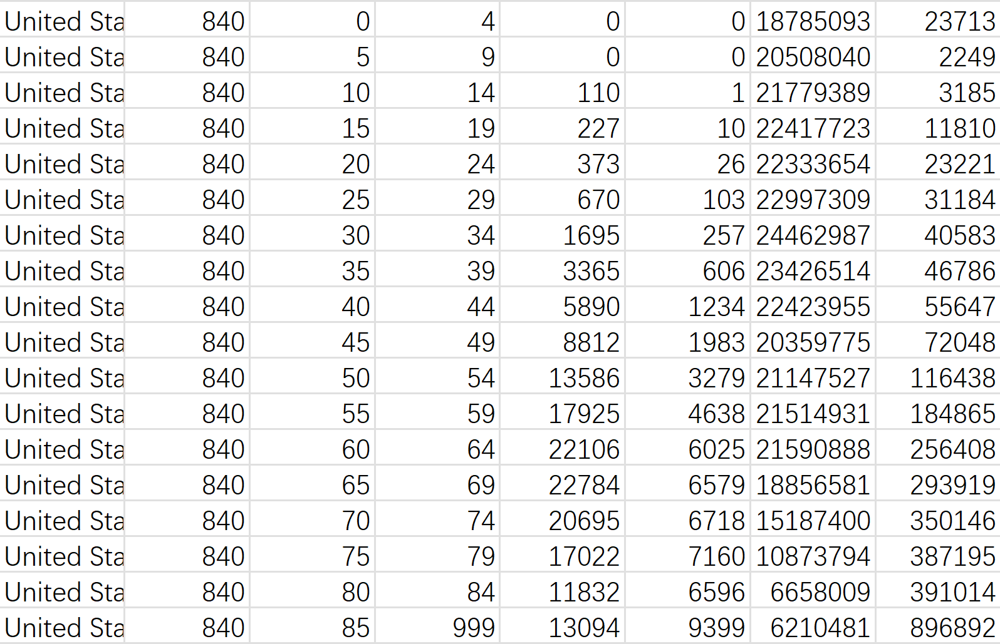 United Sta 840 0 4 0 0 18785093 23713
United Sta 840 5 9 0 0 20508040 2249
United Sta 840 10 14 110 1 21779389 3185
United Sta 840 15 19 227 10 22417723 11810
United Sta 840 20 24 373 26 22333654 23221
United Sta 840 25 29 670 103 22997309 31184
United Sta 840 30 34 1695 257 24462987 40583
United Sta 840 35 39 3365 606 23426514 46786
United Sta 840 40 44 5890 1234 22423955 55647
United Sta 840 45 49 8812 1983 20359775 72048
United Sta 840 50 54 13586 3279 21147527 116438
United Sta 840 55 59 17925 4638 21514931 184865
United Sta 840 60 64 22106 6025 21590888 256408
United Sta 840 65 69 22784 6579 18856581 293919
United Sta 840 70 74 20695 6718 15187400 350146
United Sta 840 75 79 17022 7160 10873794 387195
United Sta 840 80 84 11832 6596 6658009 391014
United Sta 840 85 999 13094 9399 6210481 896892